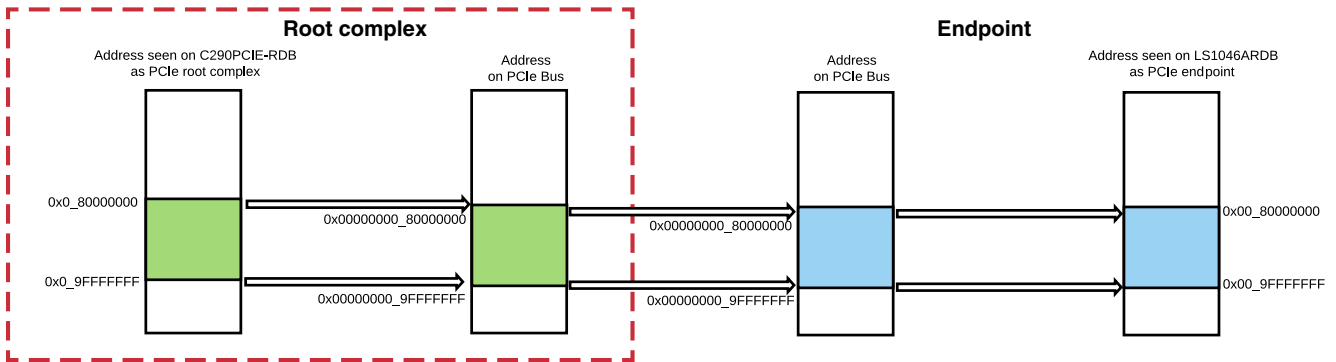 Root complex
Endpoint
Address seen on C290PCIE-RDB
as PCIe root complex
Address
on PCIe Bus
Address
on PCIe Bus
Address seen on LS1046ARDB
as PCIe endpoint
0x0_80000000
0x00000000_80000000
0x00000000_80000000
0x00_80000000
0x0_9FFFFFFF
0x00000000_9FFFFFFF
0x00000000_9FFFFFFF
0x00_9FFFFFFF